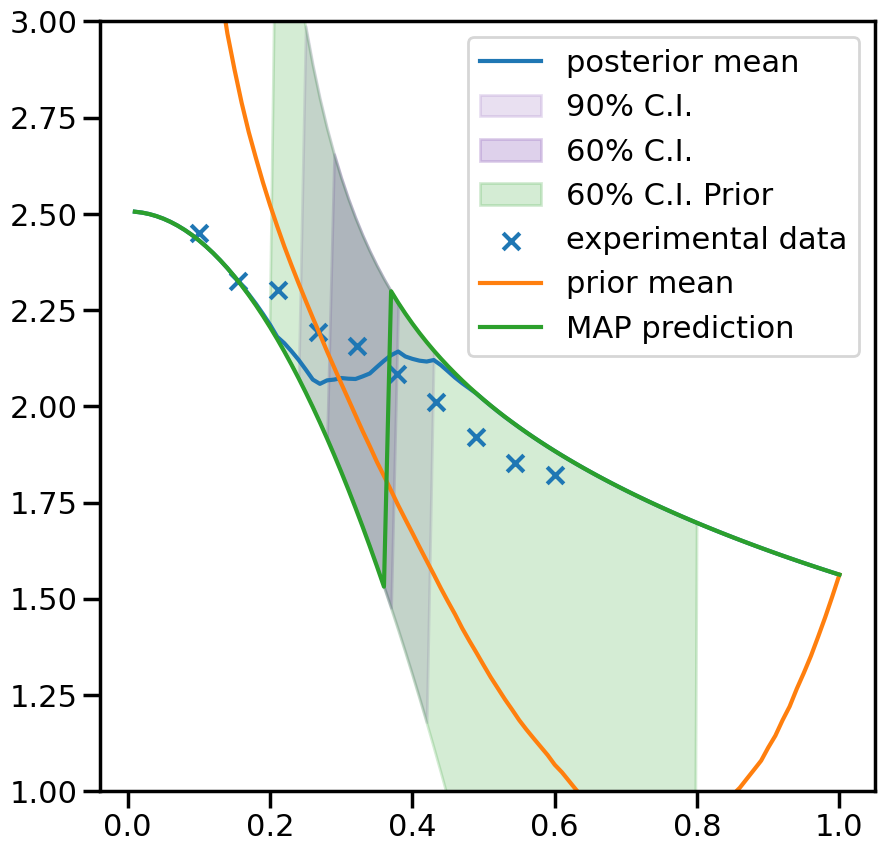 3.00
2.75
2.50
2.25
2.00
1.75
1.50
1.25
1.00
posterior mean
90% C.I.
60% C.I.
60% C.I. Prior
experimental data
prior mean
MAP prediction
0.0 0.2 0.4 0.6 0.8 1.0